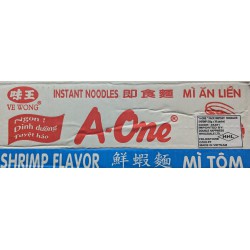 味王
VE WONG
INSTANT NOODLES 即食麵 MÌ ĂN LIỀN
Ngon!
Dinh dưỡng
Tuyệt hảo
A-One®
HHL
SHRIMP FLAVOR 鮮蝦麵 MÌ TÔM